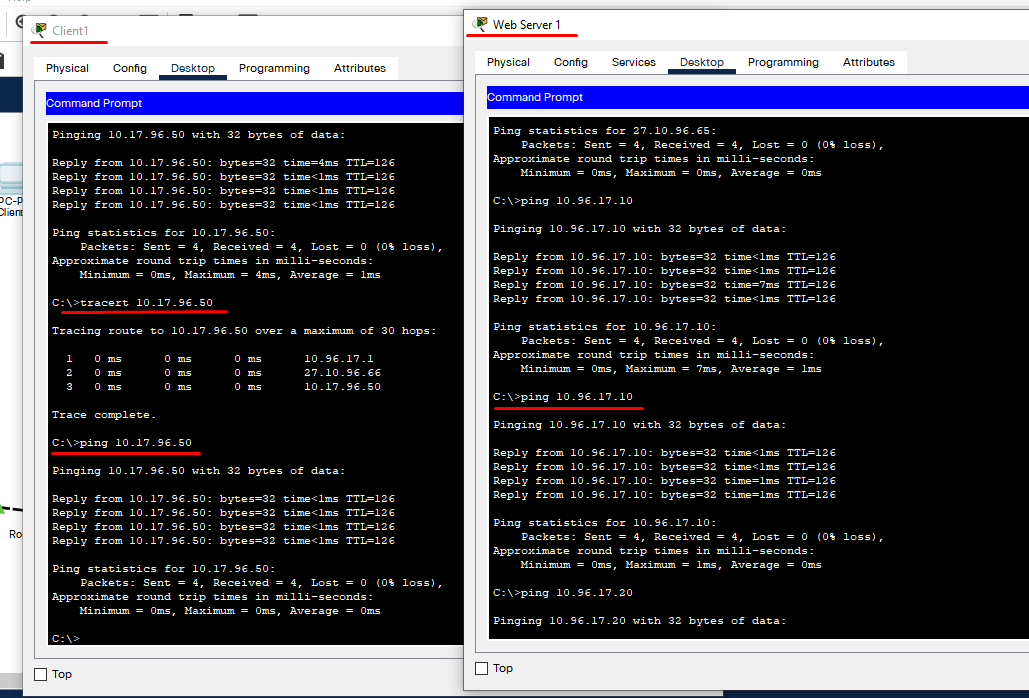 Client1
Physical Config Desktop Programming Attributes
Command Prompt
Pinging 10.17.96.50 with 32 bytes of data:
Reply from 10.17.96.50: bytes=32 time=4ms TTL=126
Reply from 10.17.96.50: bytes=32 time<1ms TTL=126
Reply from 10.17.96.50: bytes=32 time<1ms TTL=126
Reply from 10.17.96.50: bytes=32 time<1ms TTL=126
Ping statistics for 10.17.96.50:
Packets: Sent = 4, Received = 4, Lost = 0 (0% loss),
Approximate round trip times in milli-seconds:
Minimum = 0ms, Maximum = 4ms, Average = 1ms
C:\>tracert 10.17.96.50
Tracing route to 10.17.96.50 over a maximum of 30 hops:
1 0 ms 0 ms 0 ms 10.96.17.1
2 0 ms 0 ms 0 ms 27.10.96.66
3 0 ms 0 ms 0 ms 10.17.96.50
Trace complete.
C:\>ping 10.17.96.50
Pinging 10.17.96.50 with 32 bytes of data:
Reply from 10.17.96.50: bytes=32 time<1ms TTL=126
Reply from 10.17.96.50: bytes=32 time<1ms TTL=126
Reply from 10.17.96.50: bytes=32 time<1ms TTL=126
Reply from 10.17.96.50: bytes=32 time<1ms TTL=126
Ping statistics for 10.17.96.50:
Packets: Sent = 4, Received = 4, Lost = 0 (0% loss),
Approximate round trip times in milli-seconds:
Minimum = 0ms, Maximum = 0ms, Average = 0ms
C:\>
Top
Web Server 1
Physical Config Services Desktop Programming Attributes
Command Prompt
Ping statistics for 27.10.96.65:
Packets: Sent = 4, Received = 4, Lost = 0 (0% loss),
Approximate round trip times in milli-seconds:
Minimum = 0ms, Maximum = 0ms, Average = 0ms
C:\>ping 10.96.17.10
Pinging 10.96.17.10 with 32 bytes of data:
Reply from 10.96.17.10: bytes=32 time<1ms TTL=126
Reply from 10.96.17.10: bytes=32 time<1ms TTL=126
Reply from 10.96.17.10: bytes=32 time=7ms TTL=126
Reply from 10.96.17.10: bytes=32 time<1ms TTL=126
Ping statistics for 10.96.17.10:
Packets: Sent = 4, Received = 4, Lost = 0 (0% loss),
Approximate round trip times in milli-seconds:
Minimum = 0ms, Maximum = 7ms, Average = 1ms
C:\>ping 10.96.17.10
Pinging 10.96.17.10 with 32 bytes of data:
Reply from 10.96.17.10: bytes=32 time<1ms TTL=126
Reply from 10.96.17.10: bytes=32 time<1ms TTL=126
Reply from 10.96.17.10: bytes=32 time=1ms TTL=126
Reply from 10.96.17.10: bytes=32 time=1ms TTL=126
Ping statistics for 10.96.17.10:
Packets: Sent = 4, Received = 4, Lost = 0 (0% loss),
Approximate round trip times in milli-seconds:
Minimum = 0ms, Maximum = 1ms, Average = 0ms
C:\>ping 10.96.17.20
Pinging 10.96.17.20 with 32 bytes of data:
Top